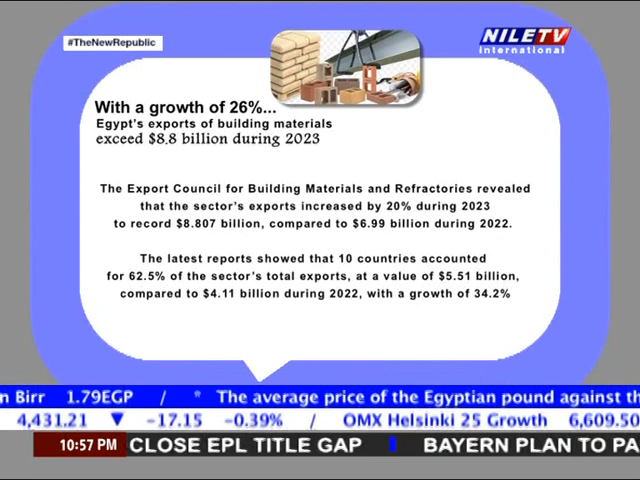 #TheNewRepublic
NILE TV
international
With a growth of 26%...
Egypt's exports of building materials
exceed $8.8 billion during 2023
The Export Council for Building Materials and Refractories revealed
that the sector's exports increased by 20% during 2023
to record $8.807 billion, compared to $6.99 billion during 2022.
The latest reports showed that 10 countries accounted
for 62.5% of the sector's total exports, at a value of $5.51 billion,
compared to $4.11 billion during 2022, with a growth of 34.2%
n Birr 1.79EGP / * The average price of the Egyptian pound against th
4,431.21 ▼ -17.15 -0.39% / OMX Helsinki 25 Growth 6,609.50
10:57 PM CLOSE EPL TITLE GAP BAYERN PLAN TO PA